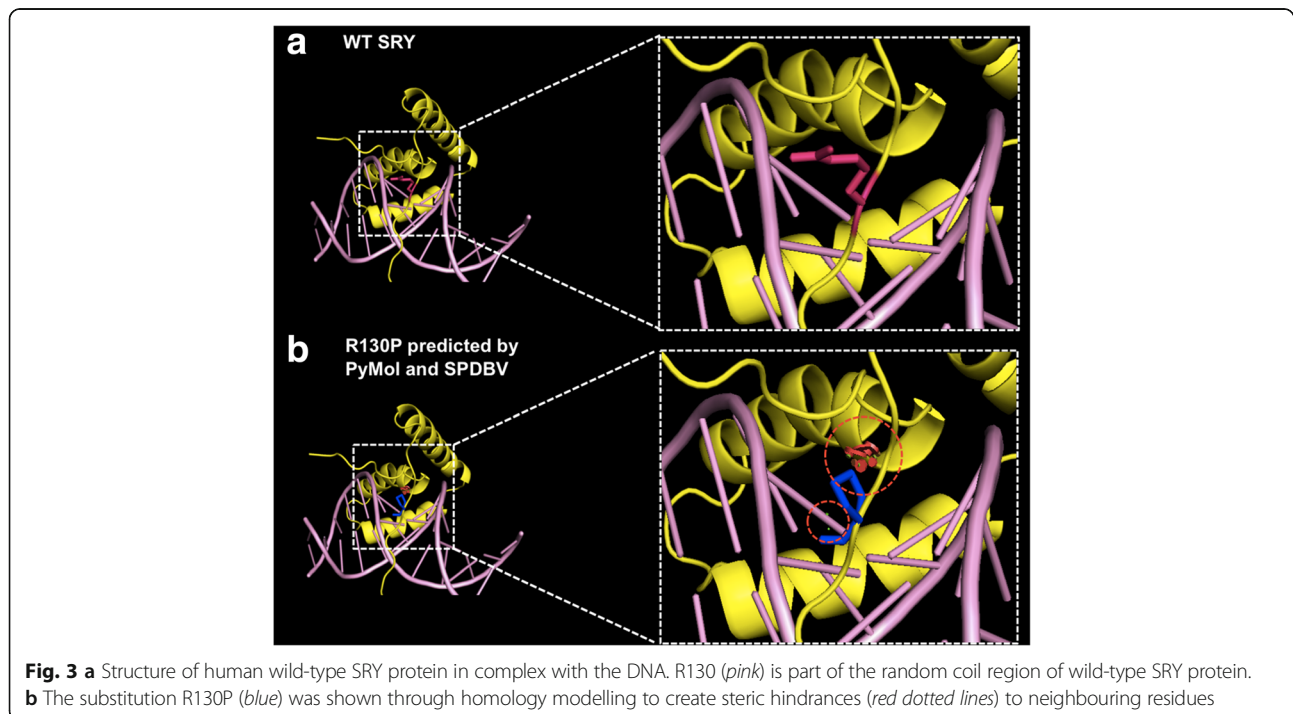 a WT SRY
b R130P predicted by
PyMol and SPDBV
Fig. 3 a Structure of human wild-type SRY protein in complex with the DNA. R130 (pink) is part of the random coil region of wild-type SRY protein.
b The substitution R130P (blue) was shown through homology modelling to create steric hindrances (red dotted lines) to neighbouring residues